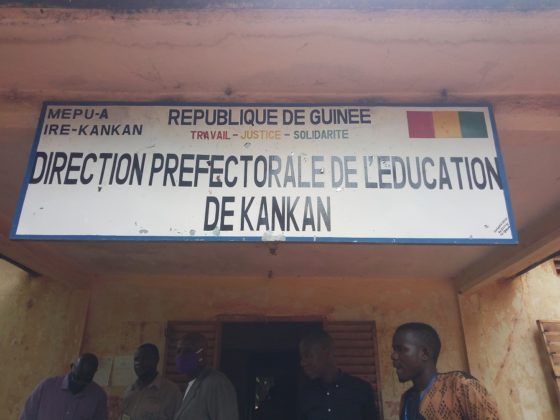 MEPU-A
IRE-KANKAN
REPUBLIQUE DE GUINEE
TRAVAIL - JUSTICE - SOLIDARITE
DIRECTION PREFECTORALE DE L'EDUCATION
DE KANKAN